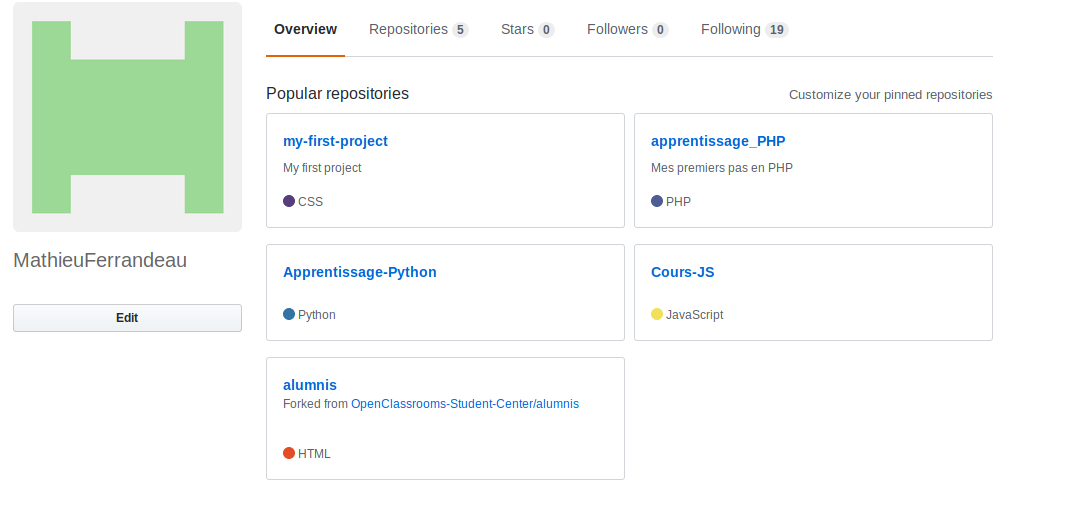 Overview Repositories 5 Stars 0 Followers 0 Following 19
Popular repositories Customize your pinned repositories
my-first-project
My first project
CSS
apprentissage_PHP
Mes premiers pas en PHP
PHP
MathieuFerrandeau
Edit
Apprentissage-Python
Python
Cours-JS
JavaScript
alumnis
Forked from OpenClassrooms-Student-Center/alumnis
HTML